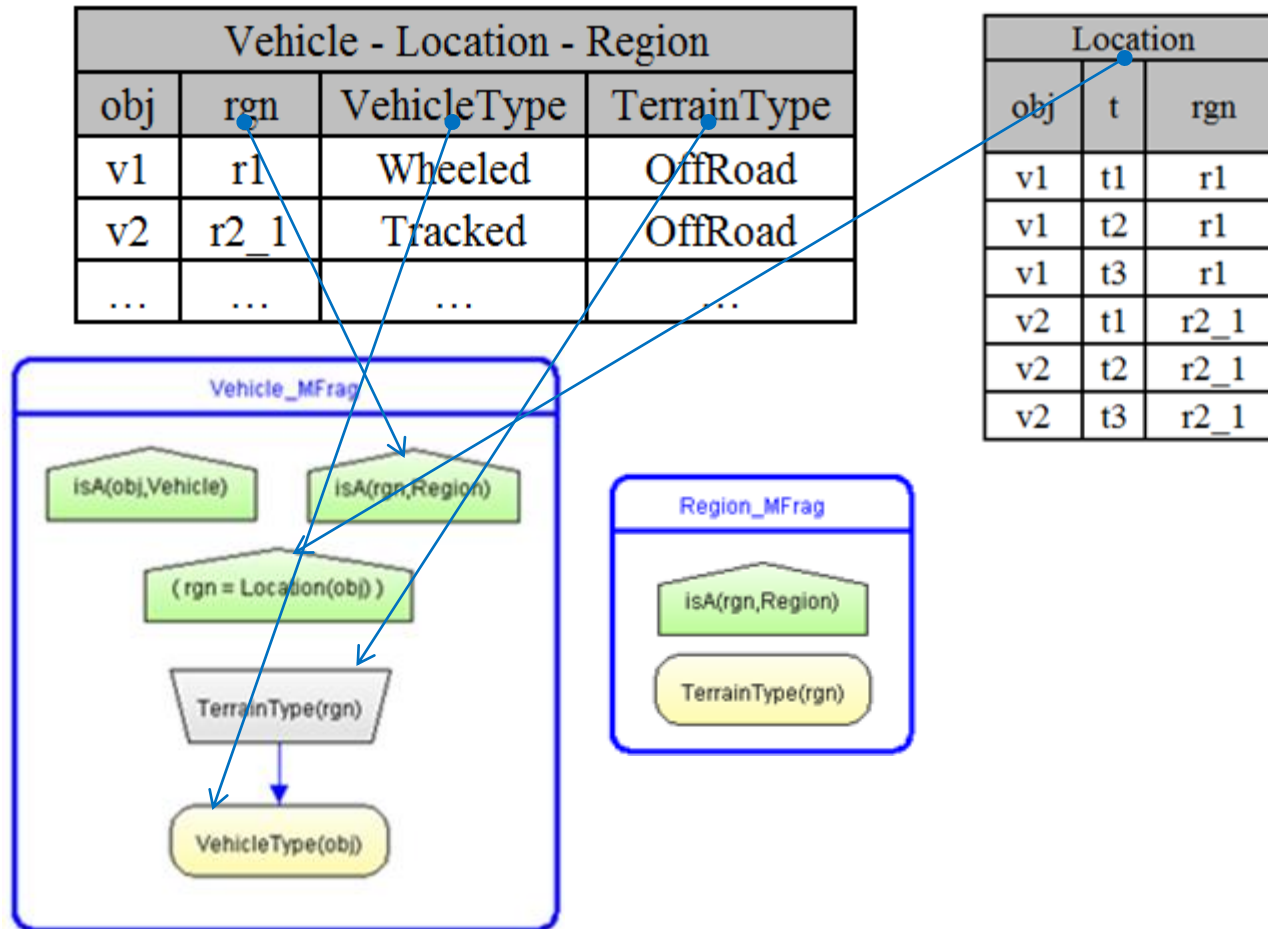 Vehicle - Location - Region
obj rgn VehicleType TerrainType
v1 r1 Wheeled OffRoad
v2 r2_1 Tracked OffRoad
... ... ... ...
Location
obj t rgn
v1 t1 r1
v1 t2 r1
v1 t3 r1
v2 t1 r2_1
v2 t2 r2_1
v2 t3 r2_1
Vehicle_MFrag
isA(obj,Vehicle) isA(rgn,Region)
( rgn = Location(obj) )
TerrainType(rgn)
VehicleType(obj)
Region_MFrag
isA(rgn,Region)
TerrainType(rgn)